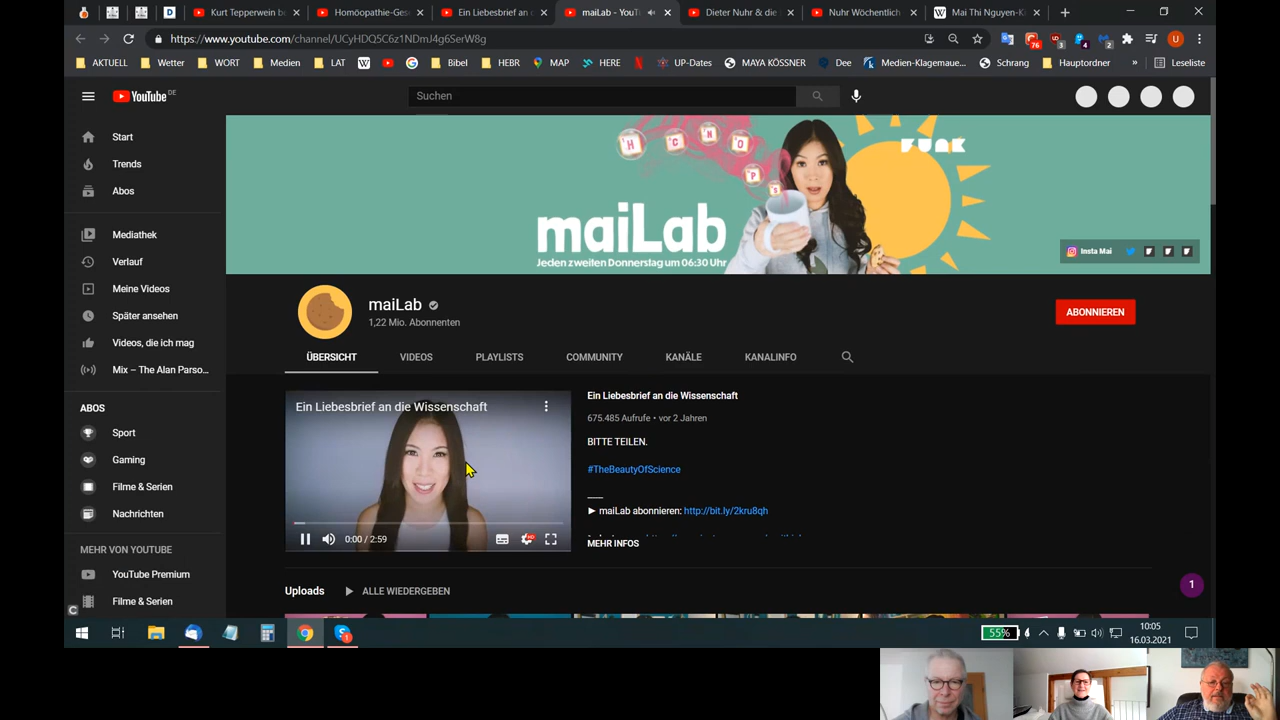 Kurt Tepperwein b
Homöopathie-Ges
Ein Liebesbrief an
maiLab - YouT
Dieter Nuhr & die
Nuhr Wöchentlich
Mai Thi Nguyen-K
https://www.youtube.com/channel/UCyHDQ5C6z1NDmJ4g6SerW8g
76
3
4
2
U
AKTUELL
Wetter
WORT
Medien
LAT
Bibel
HEBR
MAP
HERE
UP-Dates
MAYA KÖSSNER
Dee
Medien-Klagemaue...
Schrang
Hauptordner
»
Leseliste
YouTube DE
Suchen
Start
Trends
Abos
Mediathek
Verlauf
Meine Videos
Später ansehen
Videos, die ich mag
Mix – The Alan Parso...
ABOS
Sport
Gaming
Filme & Serien
Nachrichten
MEHR VON YOUTUBE
YouTube Premium
Filme & Serien
H C N O P S
FUNK
maiLab
Jeden zweiten Donnerstag um 06:30 Uhr
Insta Mai
maiLab
1,22 Mio. Abonnenten
ABONNIEREN
ÜBERSICHT
VIDEOS
PLAYLISTS
COMMUNITY
KANÄLE
KANALINFO
Ein Liebesbrief an die Wissenschaft
0:00 / 2:59
HD
Ein Liebesbrief an die Wissenschaft
675.485 Aufrufe • vor 2 Jahren
BITTE TEILEN.
#TheBeautyOfScience
► maiLab abonnieren: http://bit.ly/2kru8qh
MEHR INFOS
Uploads
ALLE WIEDERGEBEN
1
55%
10:05
16.03.2021